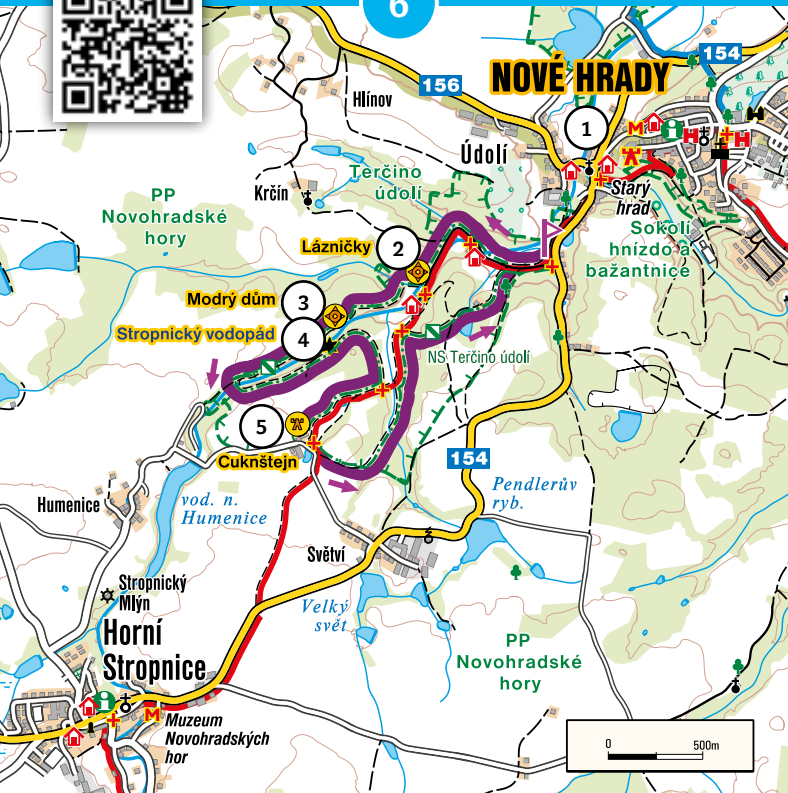 6
154
156
NOVÉ HRADY
Hlínov
1
M
H
H
Údolí
Terčino
údolí
Krčín
Starý
hrad
PP
Novohradské
hory
Sokolí
hnízdo a
bažantnice
2
Lázničky
Modrý dům
3
Stropnický vodopád
4
NS Terčino údolí
5
Cuknštejn
154
Pendlerův
ryb.
vod. n.
Humenice
Humenice
Světví
Stropnický
Mlýn
Velký
svět
Horní
Stropnice
PP
Novohradské
hory
M
Muzeum
Novohradských
hor
0
500m